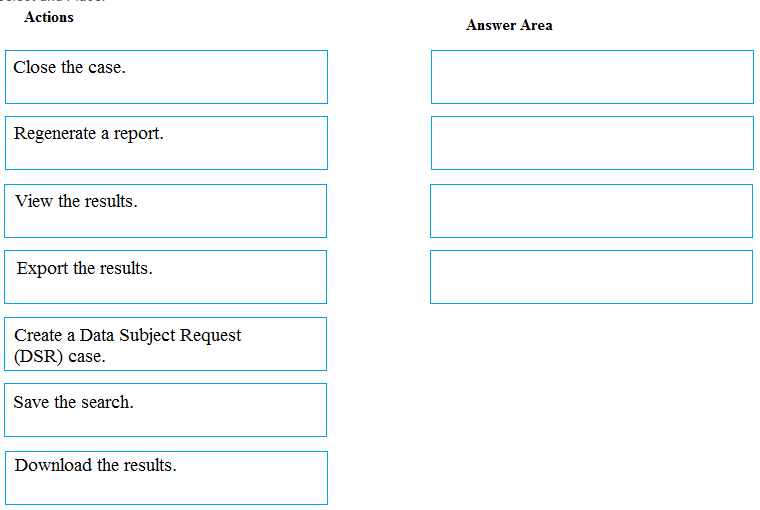 Actions
Answer Area
Close the case.
Regenerate a report.
View the results.
Export the results.
Create a Data Subject Request
(DSR) case.
Save the search.
Download the results.